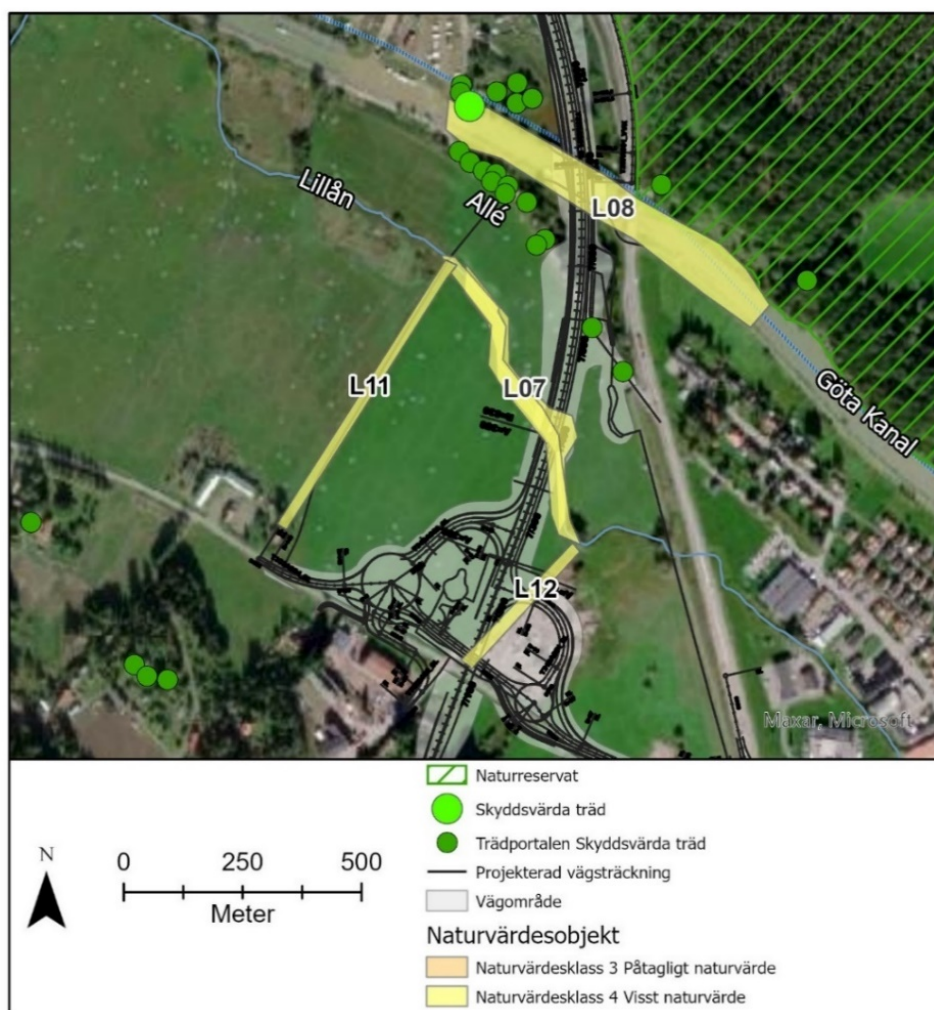 Lillån
Allé
L08
L11
L07
Göta Kanal
L12
Maxar, Microsoft
Naturreservat
Skyddsvärda träd
Trädportalen Skyddsvärda träd
Projekterad vägsträckning
Vägområde
Naturvärdesobjekt
Naturvärdesklass 3 Påtagligt naturvärde
Naturvärdesklass 4 Visst naturvärde
N
0 250 500
Meter